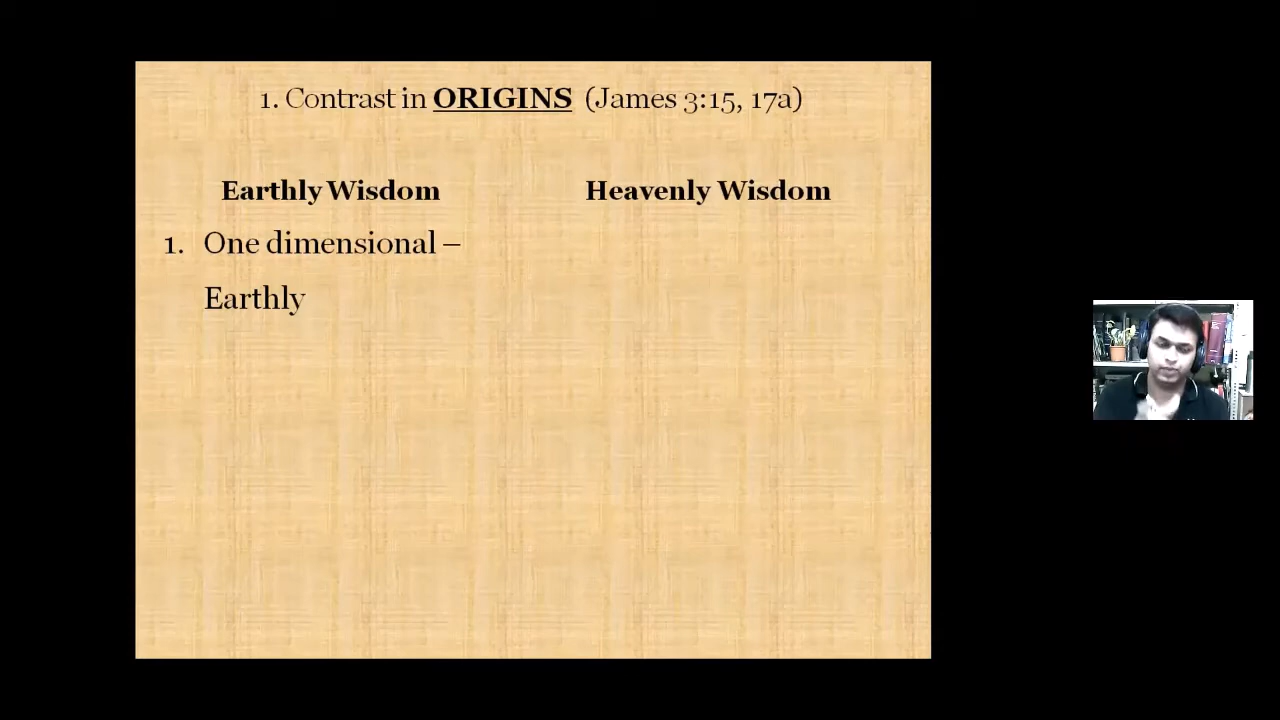 1. Contrast in ORIGINS (James 3:15, 17a)
Earthly Wisdom
Heavenly Wisdom
1. One dimensional –
Earthly